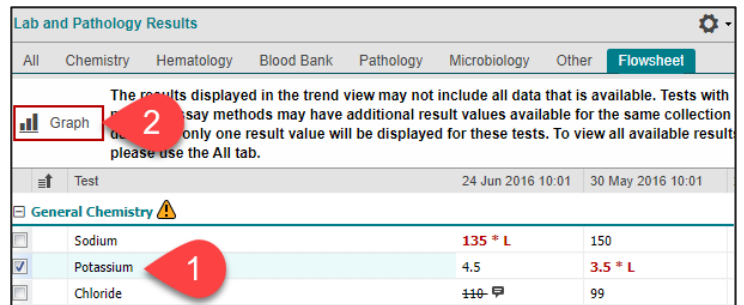 Lab and Pathology Results
All Chemistry Hematology Blood Bank Pathology Microbiology Other Flowsheet
The results displayed in the trend view may not include all data that is available. Tests with
assay methods may have additional result values available for the same collection
only one result value will be displayed for these tests. To view all available results
please use the All tab.
Graph
2
Test 24 Jun 2016 10:01 30 May 2016 10:01
General Chemistry
Sodium 135 * L 150
Potassium 4.5 3.5 * L
1
Chloride 110 99